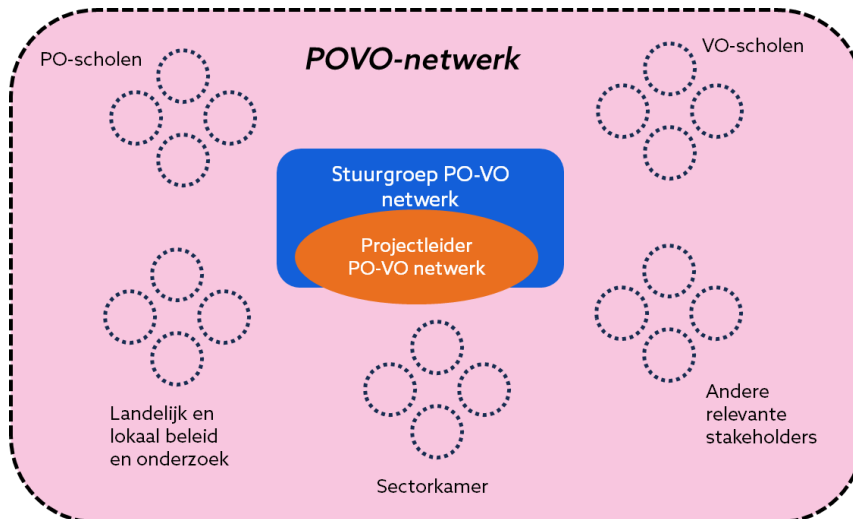 POVO-netwerk
PO-scholen
VO-scholen
Stuurgroep PO-VO
netwerk
Projectleider
PO-VO netwerk
Landelijk en
lokaal beleid
en onderzoek
Sectorkamer
Andere
relevante
stakeholders